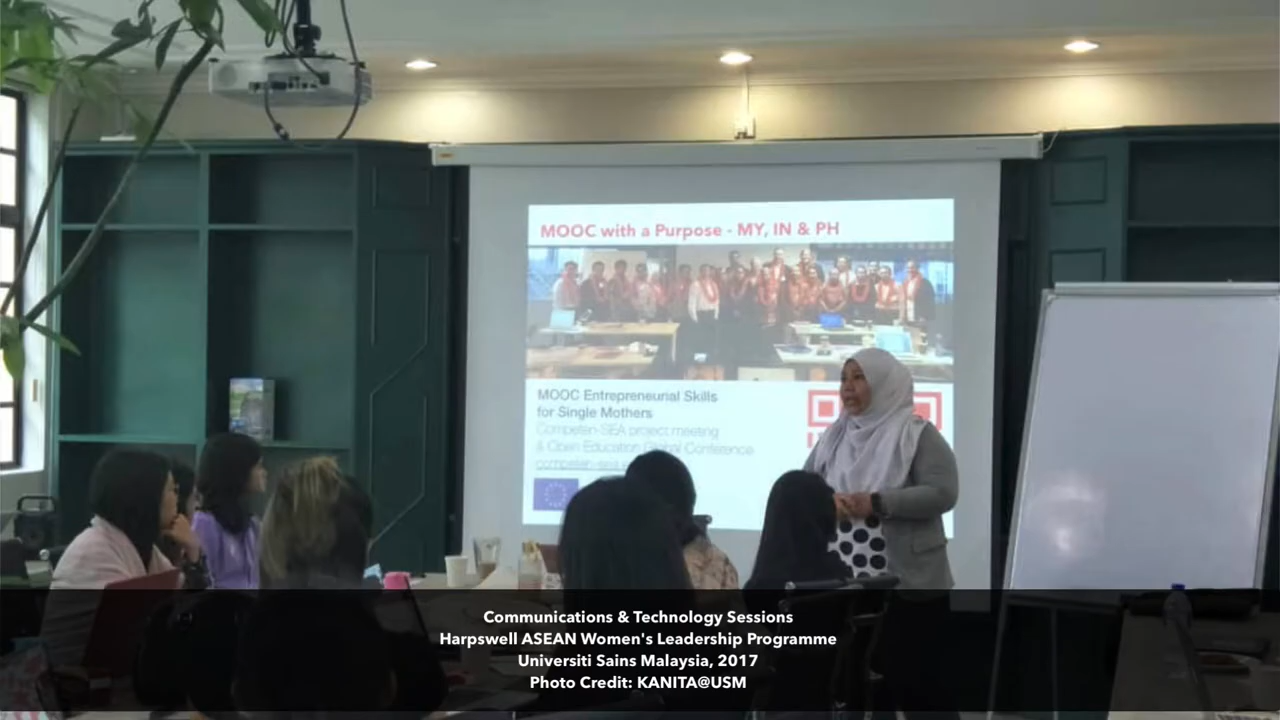 MOOC with a Purpose - MY, IN & PH
MOOC Entrepreneurial Skills
for Single Mothers
Competen-SEA project meeting
& Open Education Global Conference
Communications & Technology Sessions
Harpswell ASEAN Women's Leadership Programme
Universiti Sains Malaysia, 2017
Photo Credit: KANITA@USM